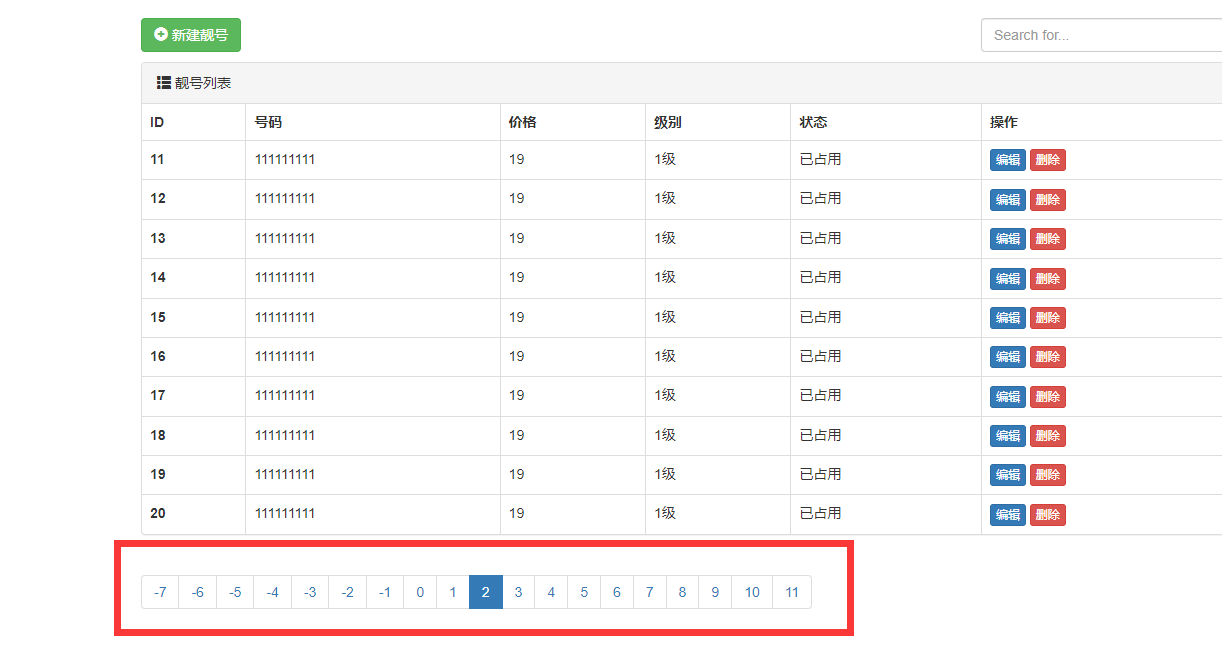 新建靓号
Search for...
靓号列表
ID 号码 价格 级别 状态 操作
11 111111111 19 1级 已占用 编辑 删除
12 111111111 19 1级 已占用 编辑 删除
13 111111111 19 1级 已占用 编辑 删除
14 111111111 19 1级 已占用 编辑 删除
15 111111111 19 1级 已占用 编辑 删除
16 111111111 19 1级 已占用 编辑 删除
17 111111111 19 1级 已占用 编辑 删除
18 111111111 19 1级 已占用 编辑 删除
19 111111111 19 1级 已占用 编辑 删除
20 111111111 19 1级 已占用 编辑 删除
-7 -6 -5 -4 -3 -2 -1 0 1 2 3 4 5 6 7 8 9 10 11